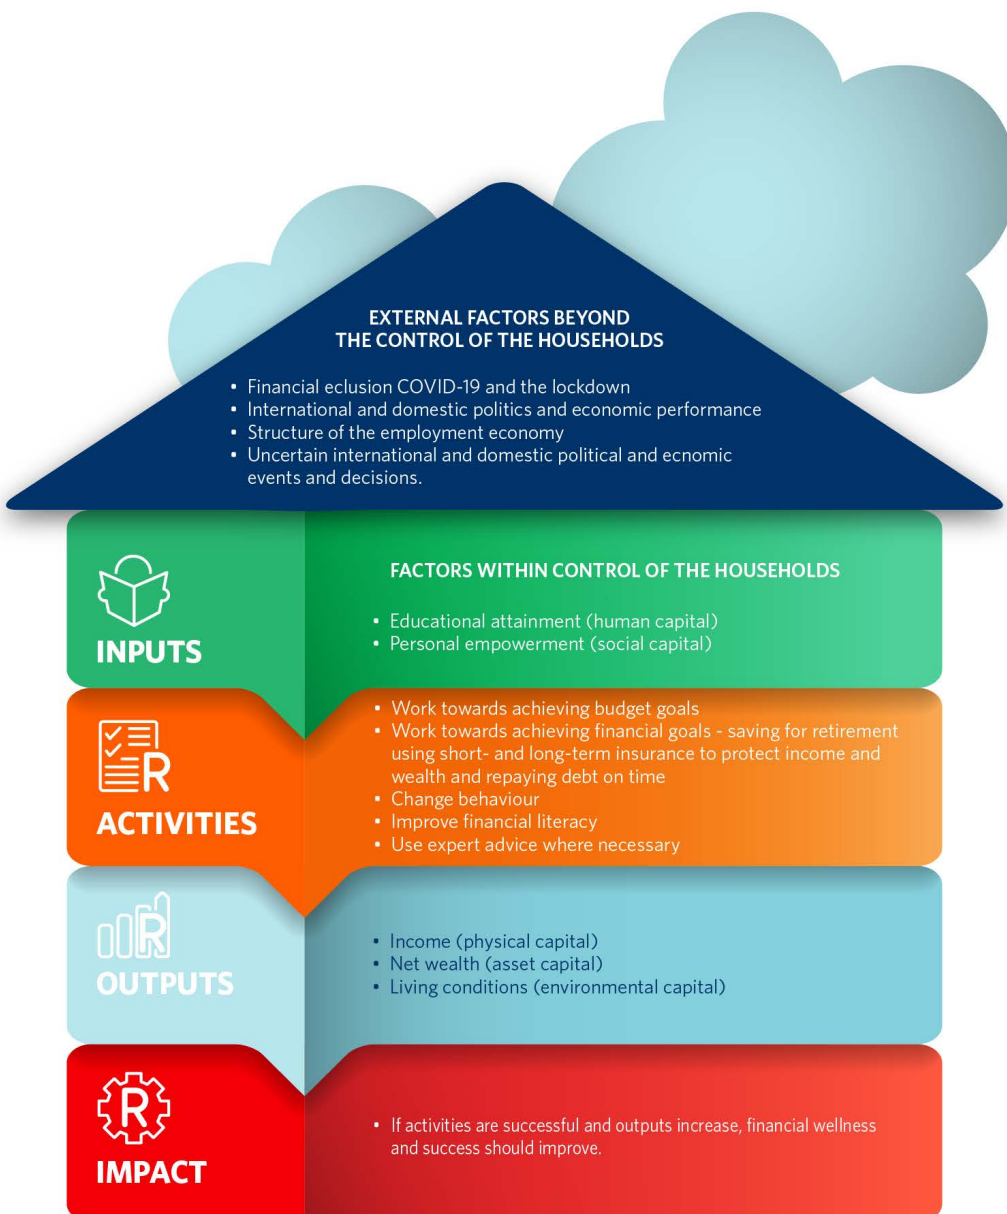 EXTERNAL FACTORS BEYOND
THE CONTROL OF THE HOUSEHOLDS
• Financial eclusion COVID-19 and the lockdown
• International and domestic politics and economic performance
• Structure of the employment economy
• Uncertain international and domestic political and ecnomic
events and decisions.
INPUTS
FACTORS WITHIN CONTROL OF THE HOUSEHOLDS
• Educational attainment (human capital)
• Personal empowerment (social capital)
R
ACTIVITIES
• Work towards achieving budget goals
• Work towards achieving financial goals - saving for retirement
using short- and long-term insurance to protect income and
wealth and repaying debt on time
• Change behaviour
• Improve financial literacy
• Use expert advice where necessary
R
OUTPUTS
• Income (physical capital)
• Net wealth (asset capital)
• Living conditions (environmental capital)
R
IMPACT
• If activities are successful and outputs increase, financial wellness
and success should improve.